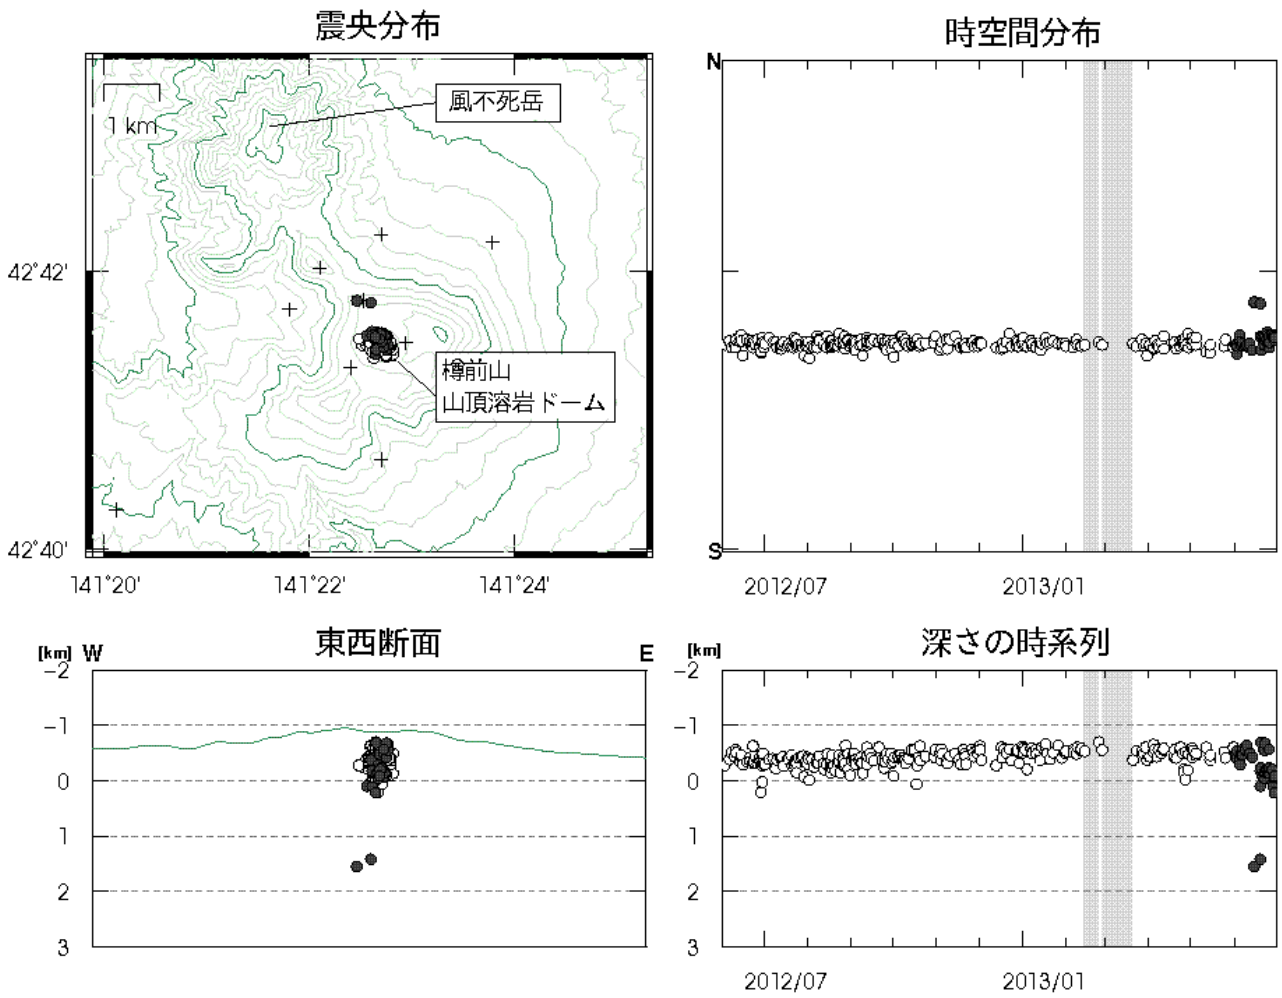 震央分布
1 km
風不死岳
樽前山
山頂溶岩ドーム
42°42'
42°40'
141°20'
141°22'
141°24'
時空間分布
N
S
2012/07
2013/01
東西断面
[km] W
E
-2
-1
0
1
2
3
深さの時系列
[km]
-2
-1
0
1
2
3
2012/07
2013/01